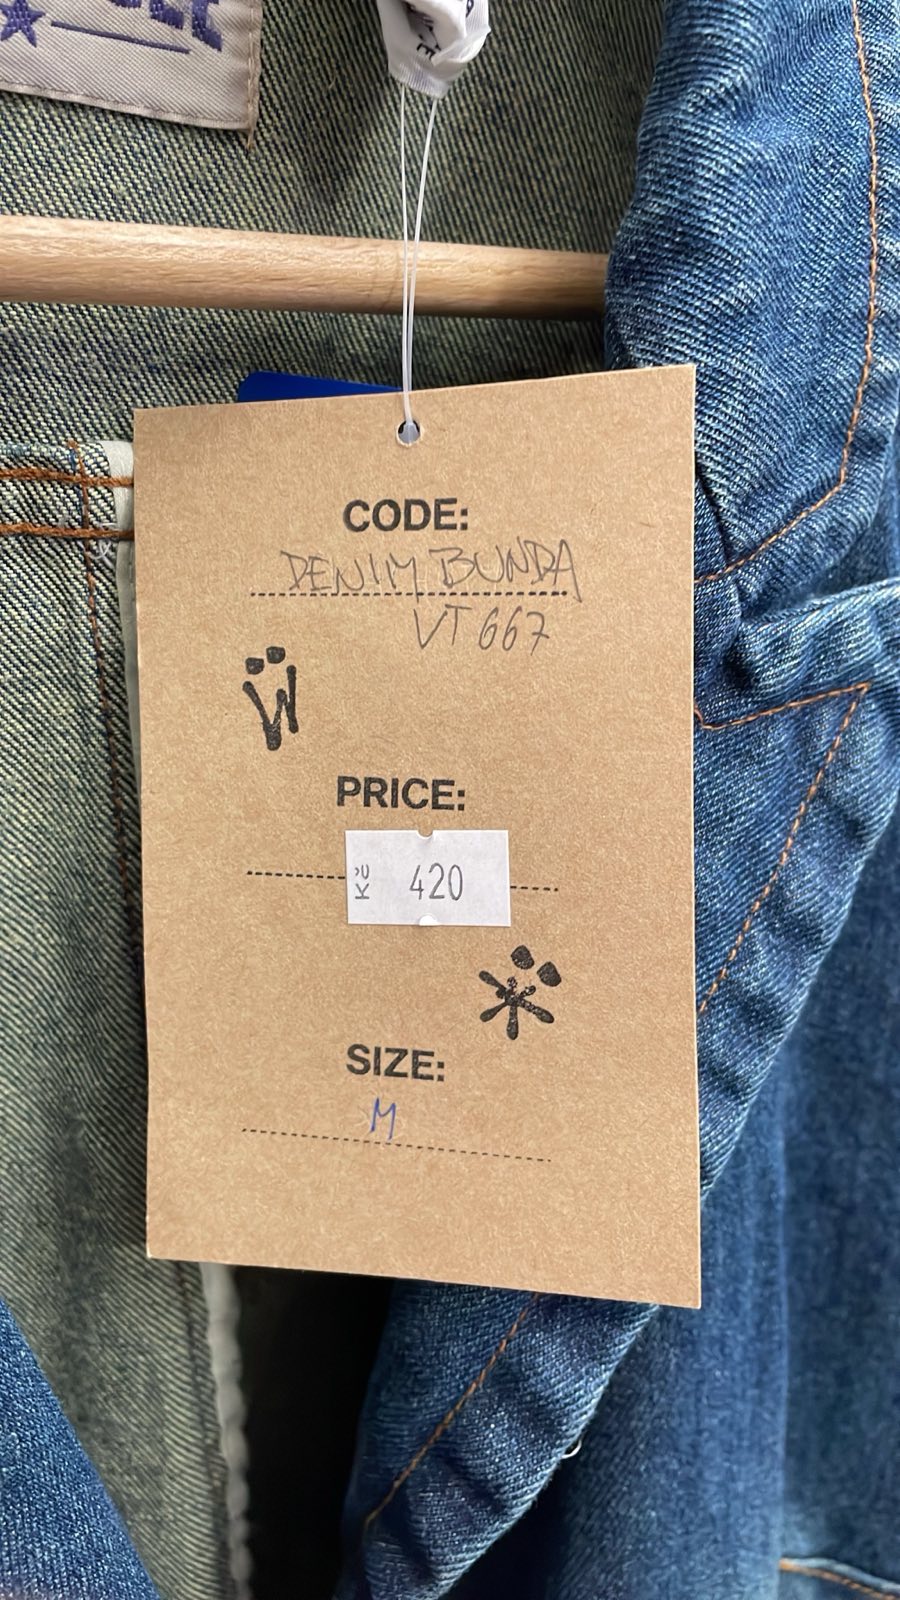 CODE:
DENIM BUNDA
VT 667
PRICE:
Kč 420
SIZE:
M